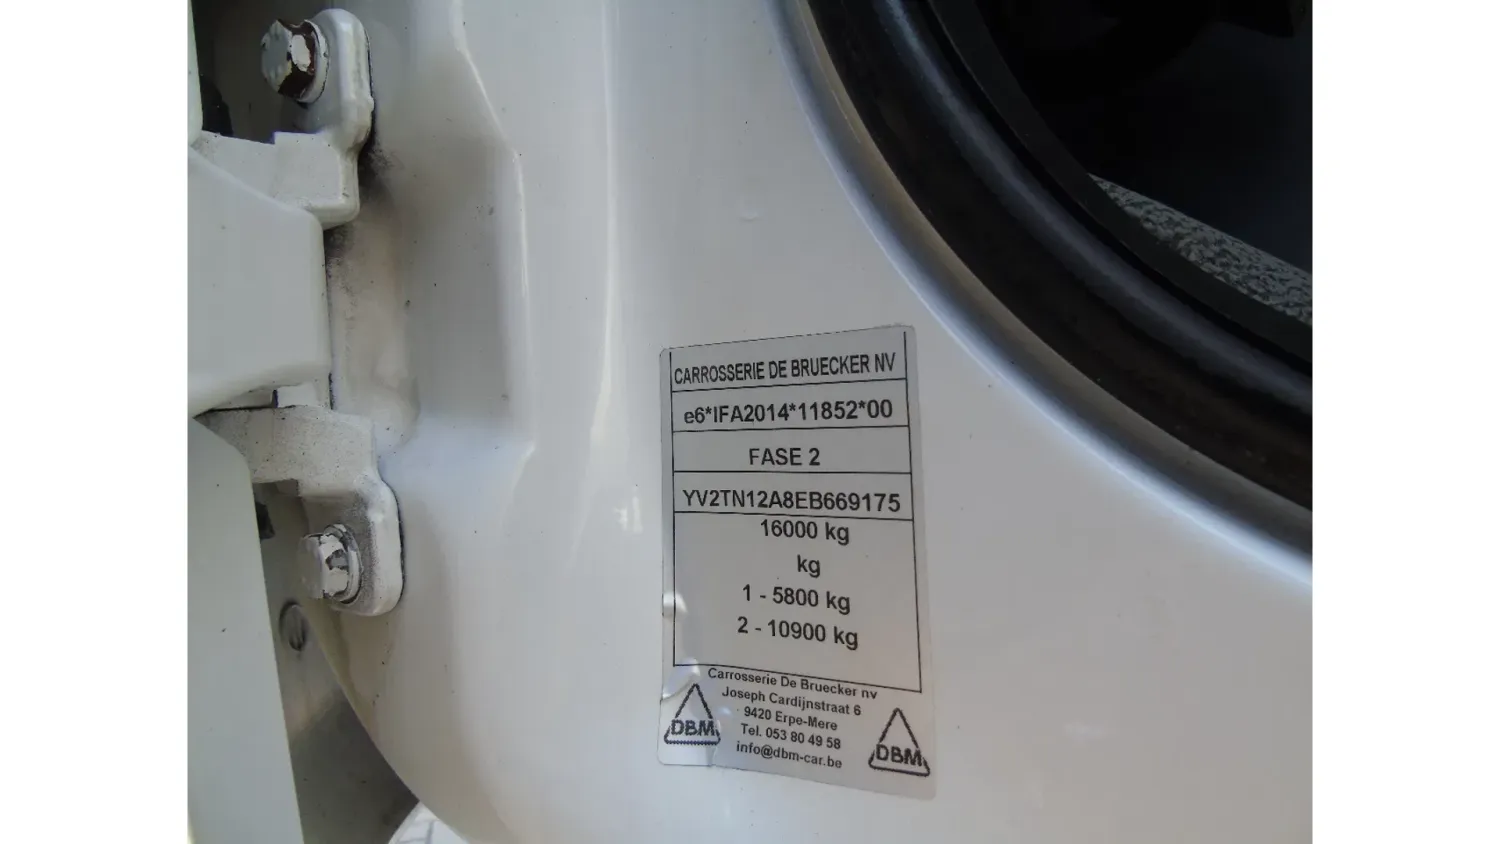 CARROSSERIE DE BRUECKER NV
e6*IFA2014*11852*00
FASE 2
YV2TN12A8EB669175
16000 kg
kg
1 - 5800 kg
2 - 10900 kg
Carrosserie De Bruecker nv
Joseph Cardijnstraat 6
9420 Erpe-Mere
Tel. 053 80 49 58
info@dbm-car.be
DBM
DBM